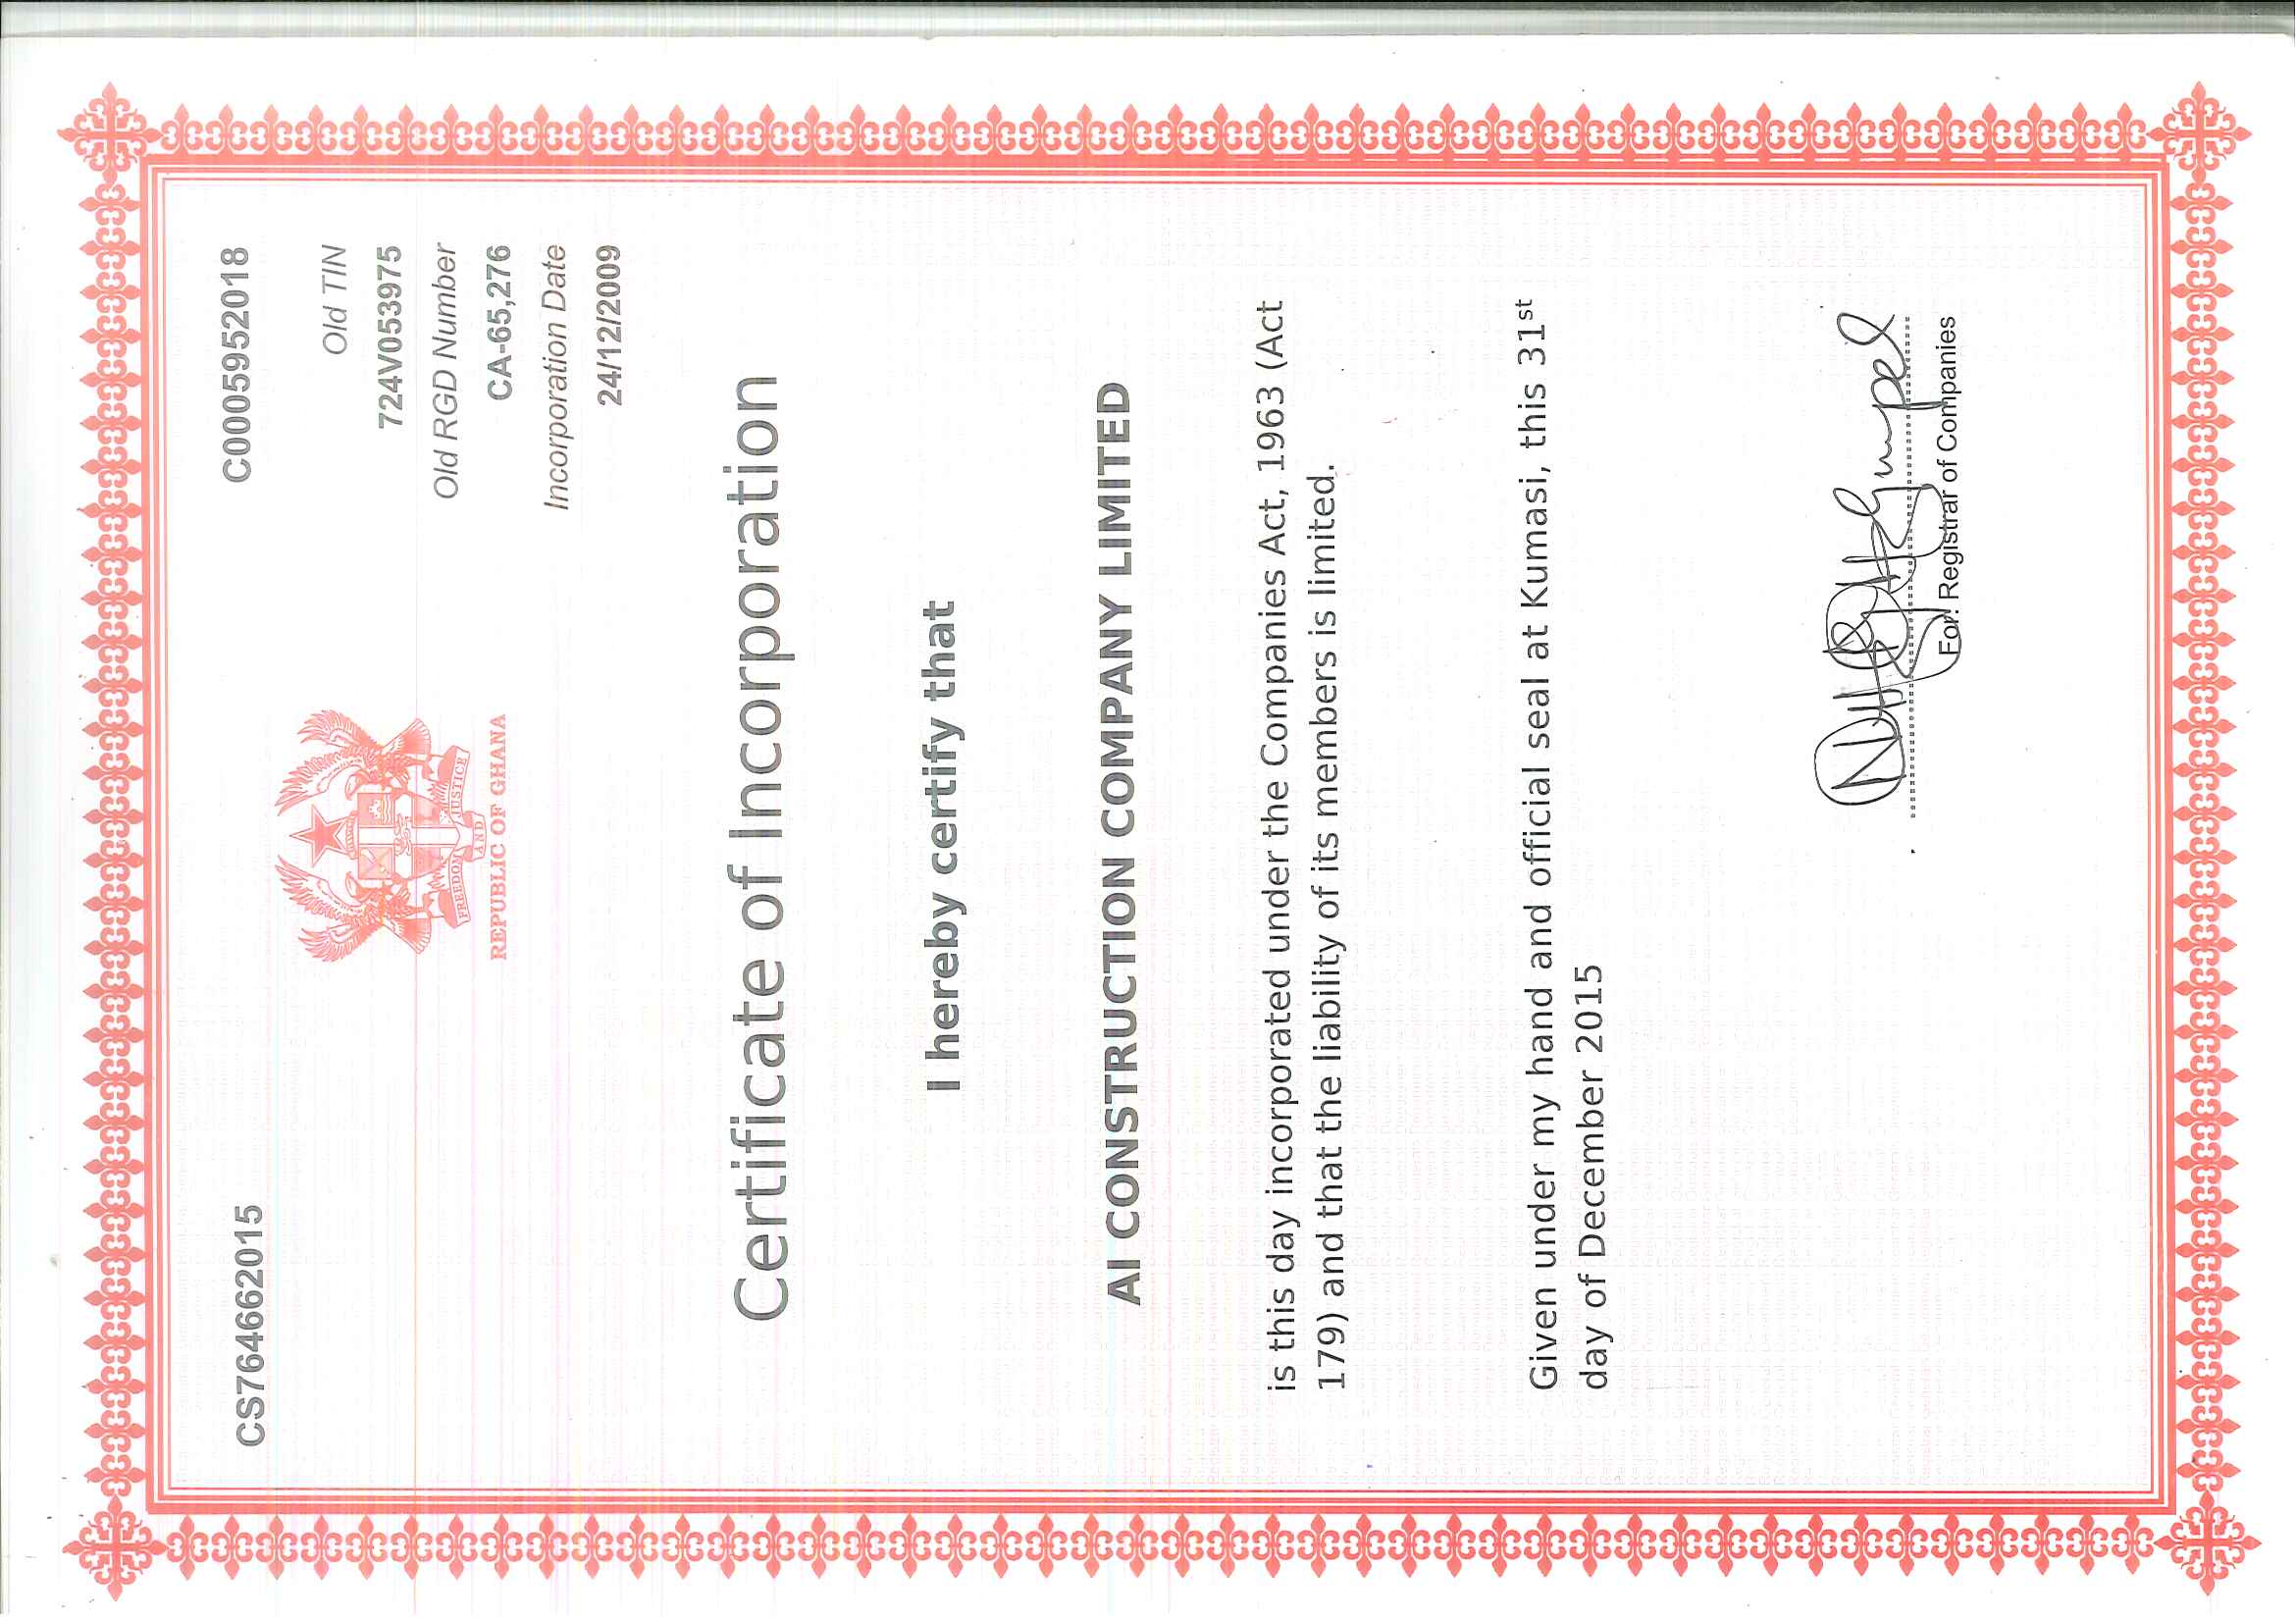 CS764662015
C0005952018
Old TIN
724V053975
Old RGD Number
CA-65,276
Incorporation Date
24/12/2009
FREEDOM AND JUSTICE
REPUBLIC OF GHANA
Certificate of Incorporation
I hereby certify that
AI CONSTRUCTION COMPANY LIMITED
is this day incorporated under the Companies Act, 1963 (Act
179) and that the liability of its members is limited.
Given under my hand and official seal at Kumasi, this 31st
day of December 2015
For: Registrar of Companies